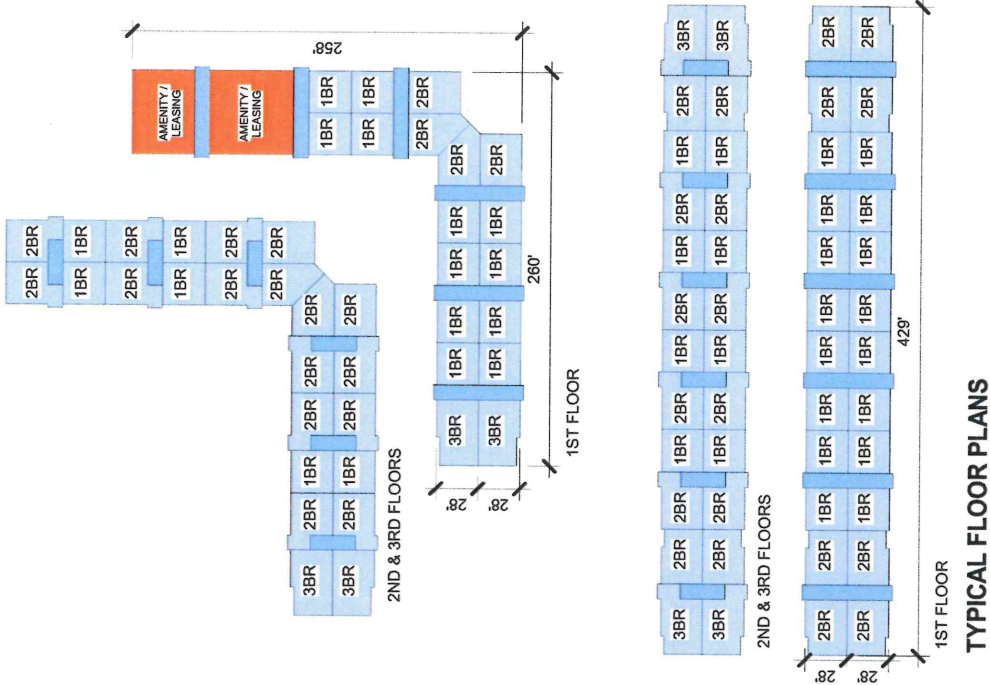 2BR 2BR
1BR 1BR
2BR 2BR
1BR 1BR
2BR 2BR
2BR 2BR
3BR 2BR 1BR 2BR 2BR 2BR
3BR 2BR 1BR 2BR 2BR 2BR
2ND & 3RD FLOORS
258'
AMENITY /
LEASING
AMENITY /
LEASING
1BR 1BR
1BR 1BR
2BR 2BR
3BR 1BR 1BR 1BR 1BR 2BR
3BR 1BR 1BR 1BR 1BR 2BR
28'
28'
260'
1ST FLOOR
3BR 2BR 2BR 1BR 2BR 1BR 2BR 1BR 2BR 1BR 2BR 3BR
3BR 2BR 2BR 1BR 2BR 1BR 2BR 1BR 2BR 1BR 2BR 3BR
2ND & 3RD FLOORS
2BR 2BR 1BR 1BR 1BR 1BR 1BR 1BR 1BR 1BR 2BR 2BR
2BR 2BR 1BR 1BR 1BR 1BR 1BR 1BR 1BR 1BR 2BR 2BR
28'
28'
429'
1ST FLOOR
TYPICAL FLOOR PLANS